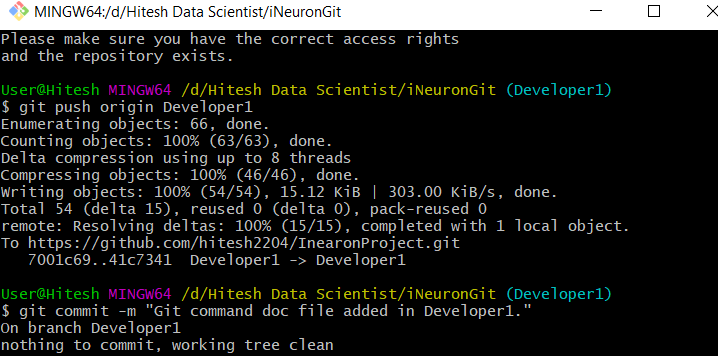 MINGW64:/d/Hitesh Data Scientist/iNeuronGit
Please make sure you have the correct access rights
and the repository exists.
User@Hitesh MINGW64 /d/Hitesh Data Scientist/iNeuronGit (Developer1)
$ git push origin Developer1
Enumerating objects: 66, done.
Counting objects: 100% (63/63), done.
Delta compression using up to 8 threads
Compressing objects: 100% (46/46), done.
Writing objects: 100% (54/54), 15.12 KiB | 303.00 KiB/s, done.
Total 54 (delta 15), reused 0 (delta 0), pack-reused 0
remote: Resolving deltas: 100% (15/15), completed with 1 local object.
To https://github.com/hitesh2204/InearonProject.git
   7001c69..41c7341  Developer1 -> Developer1
User@Hitesh MINGW64 /d/Hitesh Data Scientist/iNeuronGit (Developer1)
$ git commit -m "Git command doc file added in Developer1."
On branch Developer1
nothing to commit, working tree clean